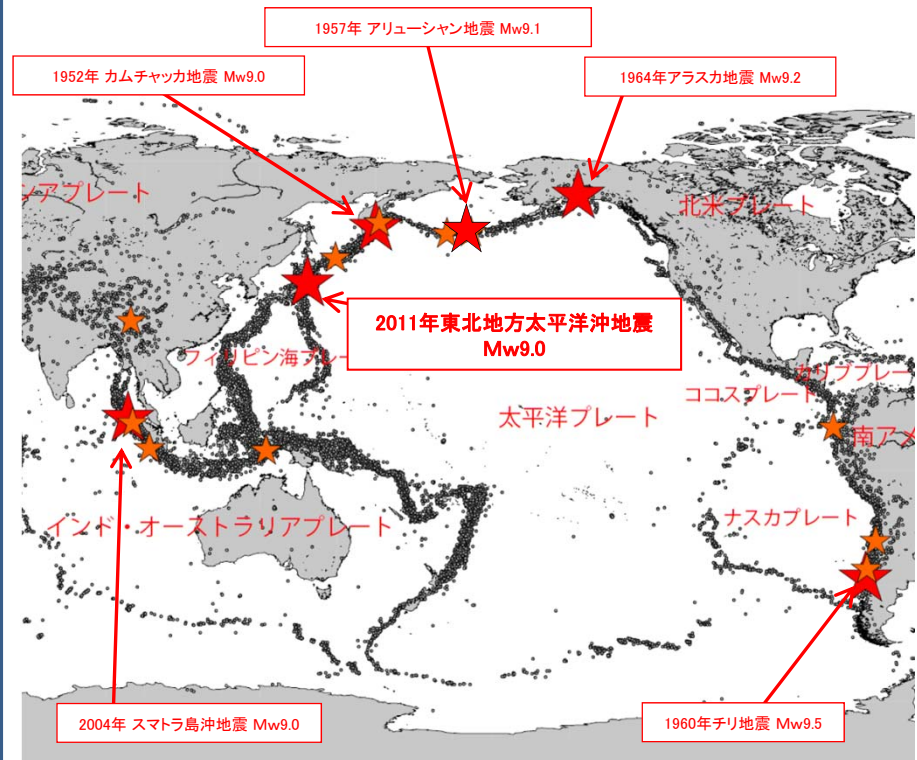 1957年 アリューシャン地震 Mw9.1
1952年 カムチャッカ地震 Mw9.0
1964年アラスカ地震 Mw9.2
シアプレート
北米プレート
2011年東北地方太平洋沖地震
Mw9.0
フィリピン海プレー
カリブプレー
ココスプレート
太平洋プレート
南アメ
ナスカプレート
インド・オーストラリアプレート
2004年 スマトラ島沖地震 Mw9.0
1960年チリ地震 Mw9.5